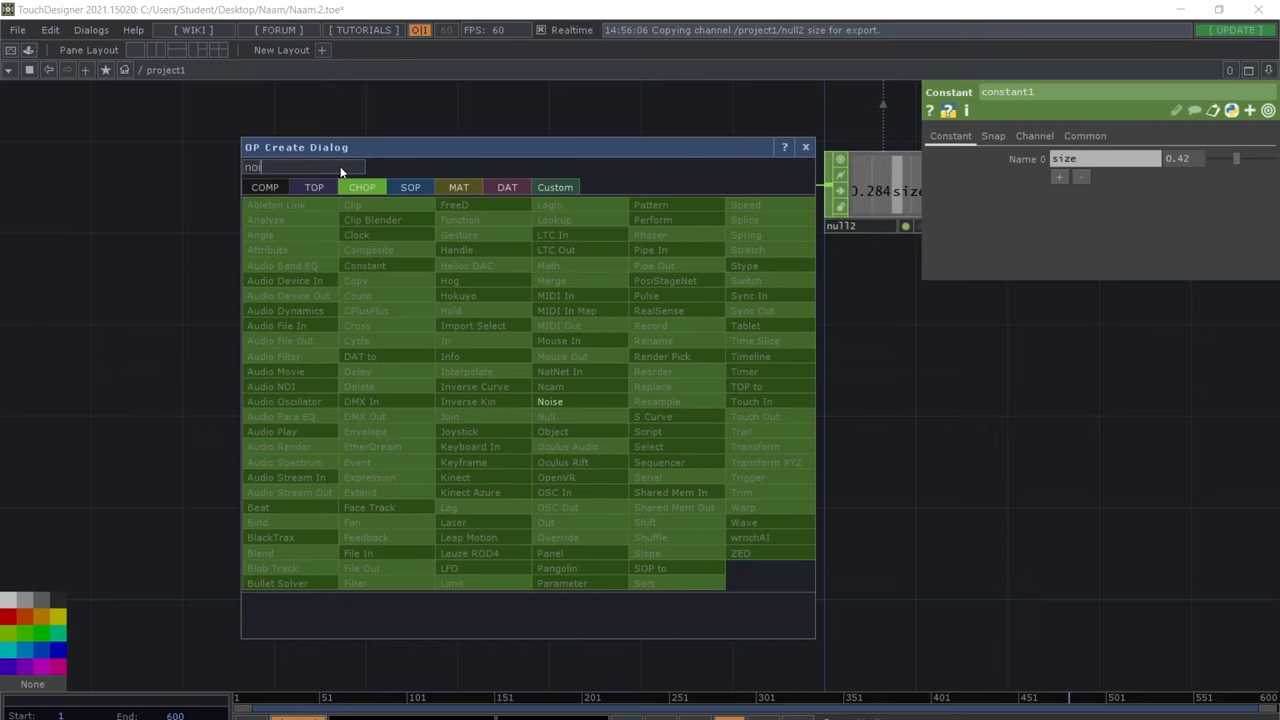 TouchDesigner 2021.15020: C:/Users/Student/Desktop/Naam/Naam.2.toe*
File Edit Dialogs Help [ WIKI ] [ FORUM ] [ TUTORIALS ] O|I 60 FPS: 60 Realtime 14:56:06 Copying channel /project1/null2 size for export. [ UPDATE ]
Pane Layout New Layout +
/ project1 0
Constant constant1
? ? i
Constant Snap Channel Common
Name 0 size 0.42
+ -
0.284 size
null2
OP Create Dialog ? x
noi
COMP TOP CHOP SOP MAT DAT Custom
Ableton Link Clip FreeD Logic Pattern Speed
Analyze Clip Blender Function Lookup Perform Spring
Angle Clock Gesture LTC In Phaser Spring
Attribute Composite Handle LTC Out Pipe In Stretch
Audio Band EQ Constant Helios DAC Math Pipe Out Stype
Audio Device In Copy Hog Merge PosiStageNet Switch
Audio Device Out Count Hokuyo MIDI In Pulse Sync In
Audio Dynamics CPlusPlus Hold MIDI In Map RealSense Sync Out
Audio File In Cross Import Select MIDI Out Record Tablet
Audio File Out Cycle In Mouse In Rename Time Slice
Audio Filter DAT to Info Mouse Out Render Pick Timeline
Audio Movie Delay Interpolate NatNet In Reorder Timer
Audio NDI Delete Inverse Curve Ncam Replace TOP to
Audio Oscillator DMX In Inverse Kin Noise Resample Touch In
Audio Para EQ DMX Out Join Null S Curve Touch Out
Audio Play Envelope Joystick Object Script Trail
Audio Render EtherDream Keyboard In Oculus Audio Select Transform
Audio Spectrum Event Keyframe Oculus Rift Sequencer Transform XYZ
Audio Stream In Expression Kinect OpenVR Serial Trigger
Audio Stream Out Extend Kinect Azure OSC In Shared Mem In Trim
Beat Face Track Lag OSC Out Shared Mem Out Warp
Bind Fan Laser Out Shift Wave
BlackTrax Feedback Leap Motion Override Shuffle wrnchAI
Blend File In Leuze ROD4 Panel Slope ZED
Blob Track File Out LFO Pangolin SOP to
Bullet Solver Filter Limit Parameter Sort
None
1 51 101 151 201 251 301 351 401 451 501 551 600
Start: 1 End: 600